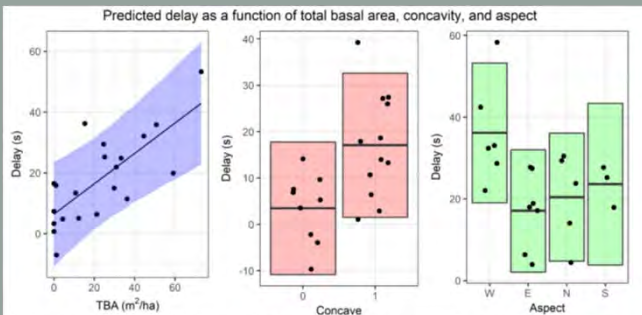 Predicted delay as a function of total basal area, concavity, and aspect
Delay (s)
60
40
20
0
0
20
40
60
TBA (m²/ha)
Delay (s)
40
30
20
10
0
-10
0
1
Concave
Delay (s)
60
40
20
0
W
E
N
S
Aspect